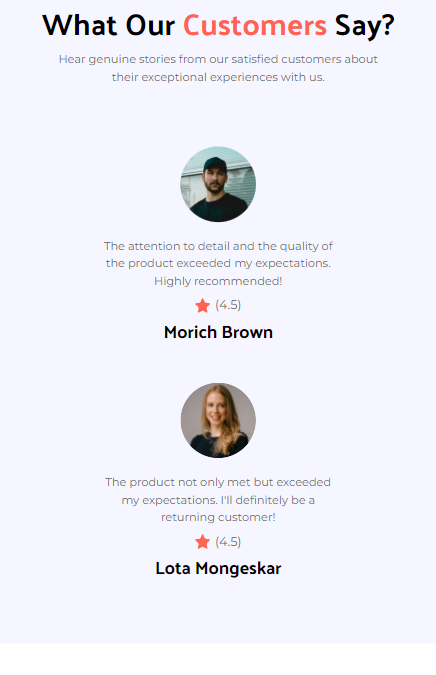 What Our Customers Say?
Hear genuine stories from our satisfied customers about
their exceptional experiences with us.
The attention to detail and the quality of
the product exceeded my expectations.
Highly recommended!
(4.5)
Morich Brown
The product not only met but exceeded
my expectations. I'll definitely be a
returning customer!
(4.5)
Lota Mongeskar